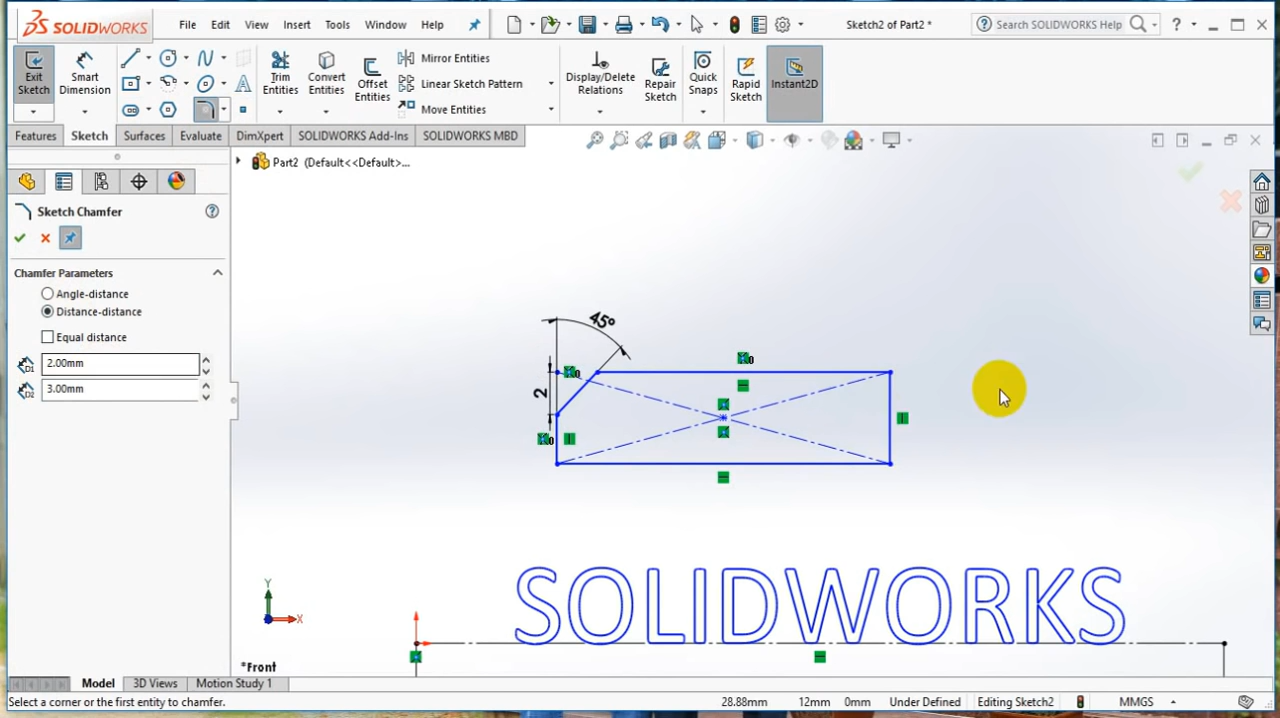 SOLIDWORKS File Edit View Insert Tools Window Help Sketch2 of Part2 * Search SOLIDWORKS Help
Exit Sketch
Smart Dimension
Trim Entities
Convert Entities
Offset Entities
Mirror Entities
Linear Sketch Pattern
Move Entities
Display/Delete Relations
Repair Sketch
Quick Snaps
Rapid Sketch
Instant2D
Features Sketch Surfaces Evaluate DimXpert SOLIDWORKS Add-Ins SOLIDWORKS MBD
Part2 (Default<<Default>...
Sketch Chamfer
Chamfer Parameters
Angle-distance
Distance-distance
Equal distance
D1 2.00mm
D2 3.00mm
45°
2
SOLIDWORKS
Y
X
*Front
Model 3D Views Motion Study 1
Select a corner or the first entity to chamfer. 28.88mm 12mm 0mm Under Defined Editing Sketch2 MMGS